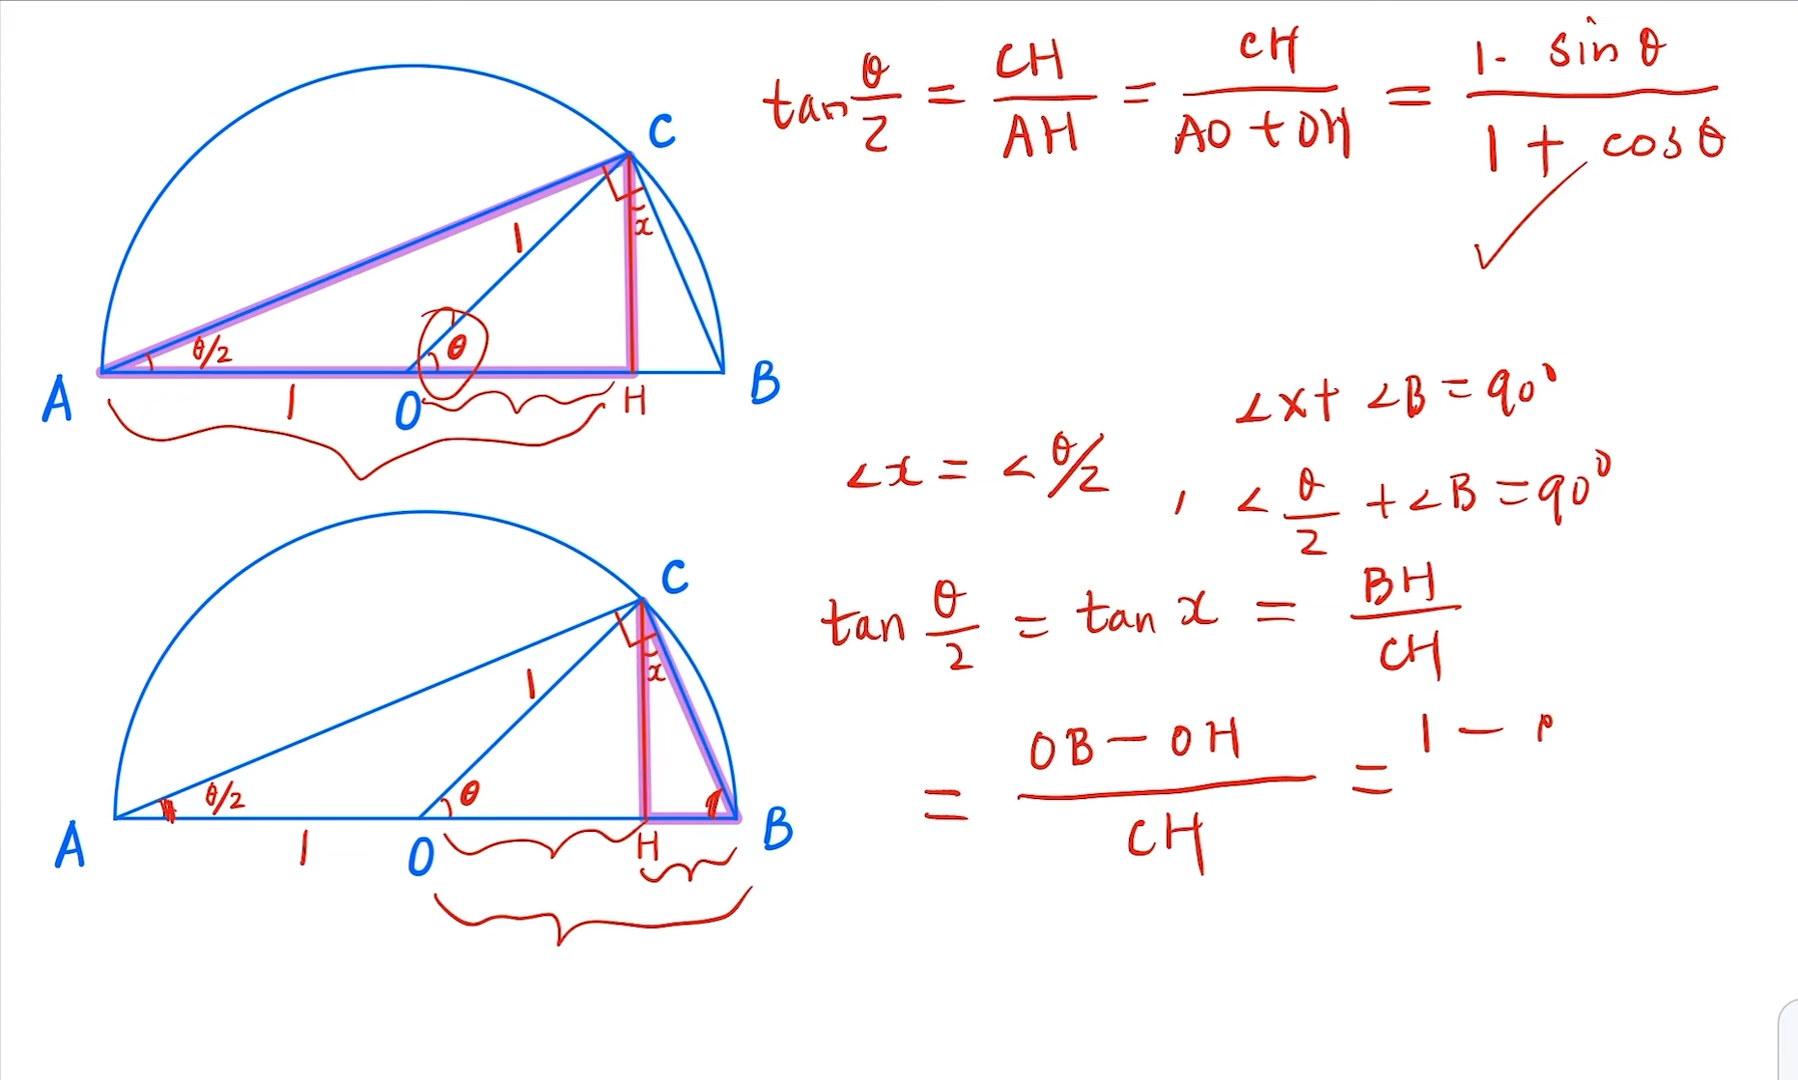 C
x
1
θ/2
θ
A
1
O
H
B
tan θ/2 = CH/AH = CH/(AO + OH) = 1· sin θ/(1 + cos θ)
∠x + ∠B = 90°
∠x = ∠θ/2 , ∠θ/2 + ∠B = 90°
tan θ/2 = tan x = BH/CH
= (OB − OH)/CH = 1 −
C
x
1
θ/2
θ
A
1
O
H
B